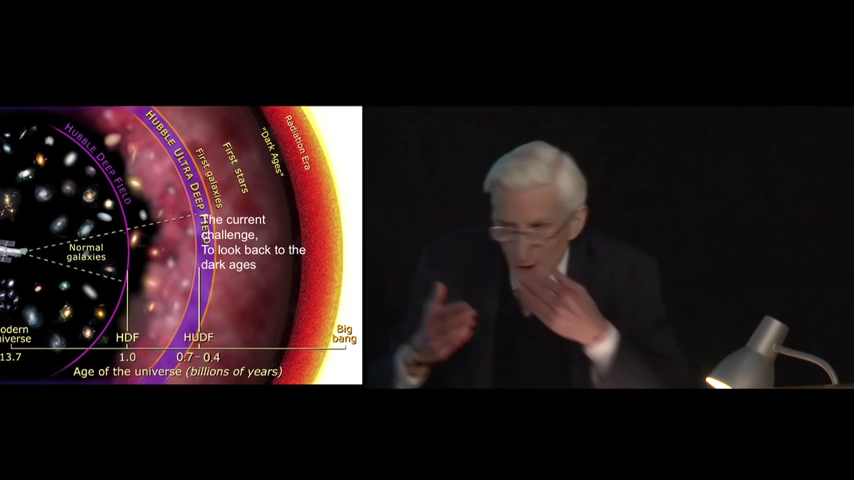 HUBBLE DEEP FIELD
HUBBLE ULTRA DEEP FIELD
First galaxies
First stars
"Dark Ages"
Radiation Era
The current
challenge,
To look back to the
dark ages
Normal
galaxies
HDF
HUDF
Big
bang
13.7
1.0
0.7 - 0.4
Age of the universe (billions of years)